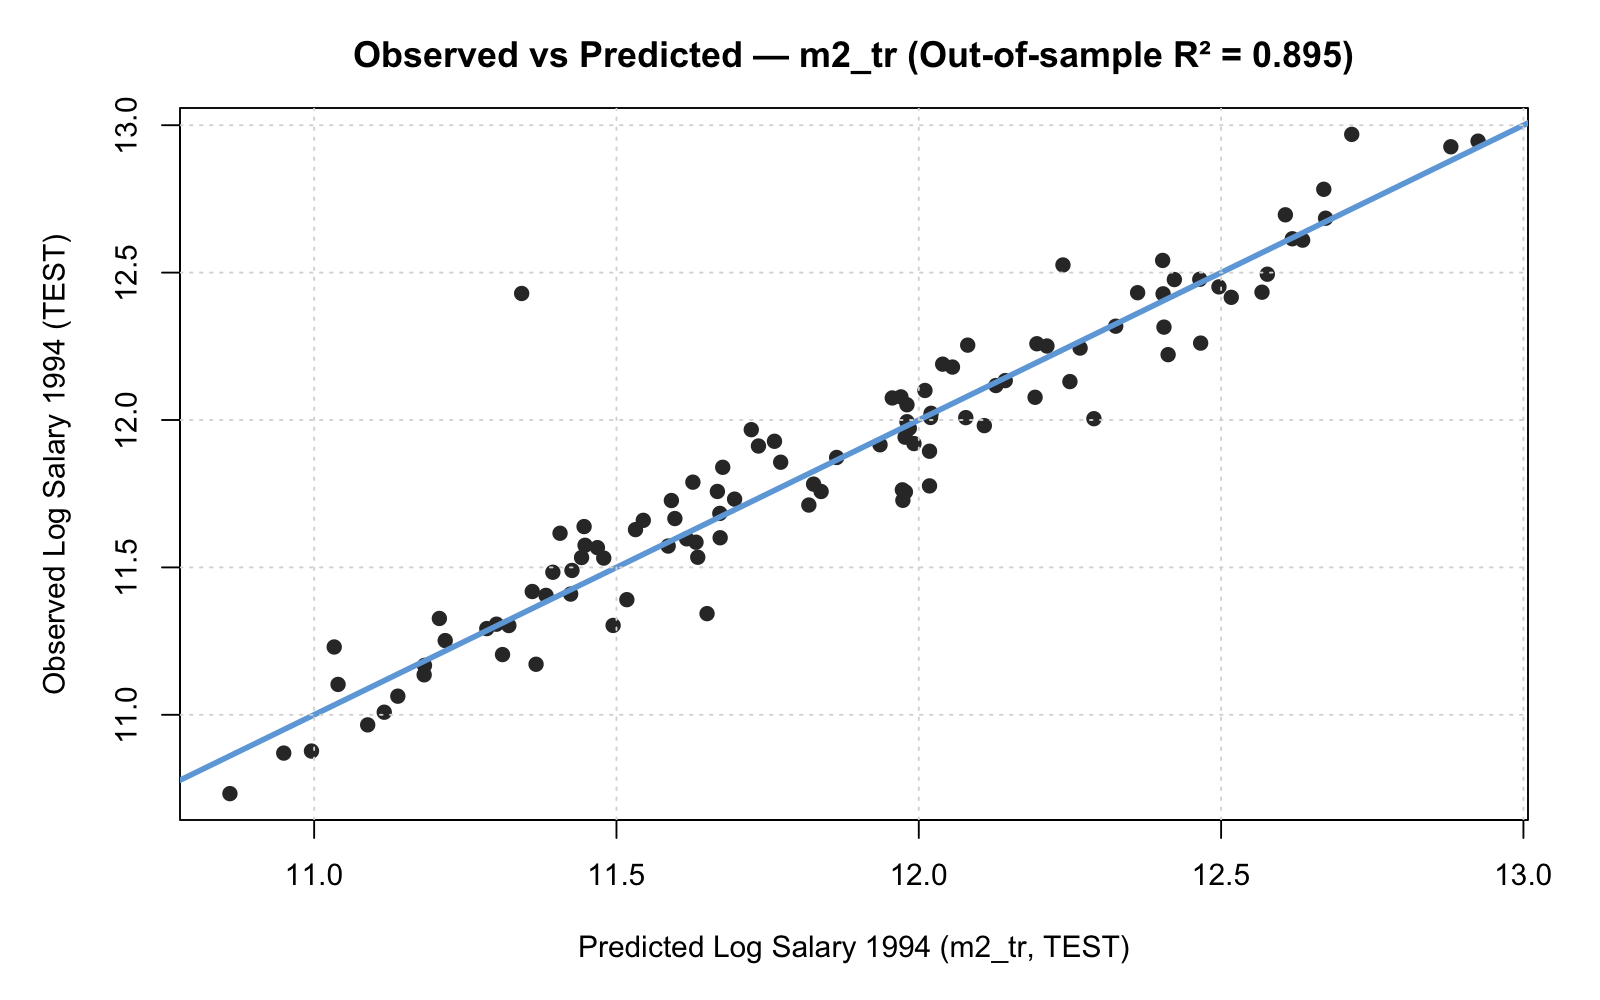 Observed vs Predicted — m2_tr (Out-of-sample R² = 0.895)
Observed Log Salary 1994 (TEST)
13.0
12.5
12.0
11.5
11.0
11.0 11.5 12.0 12.5 13.0
Predicted Log Salary 1994 (m2_tr, TEST)